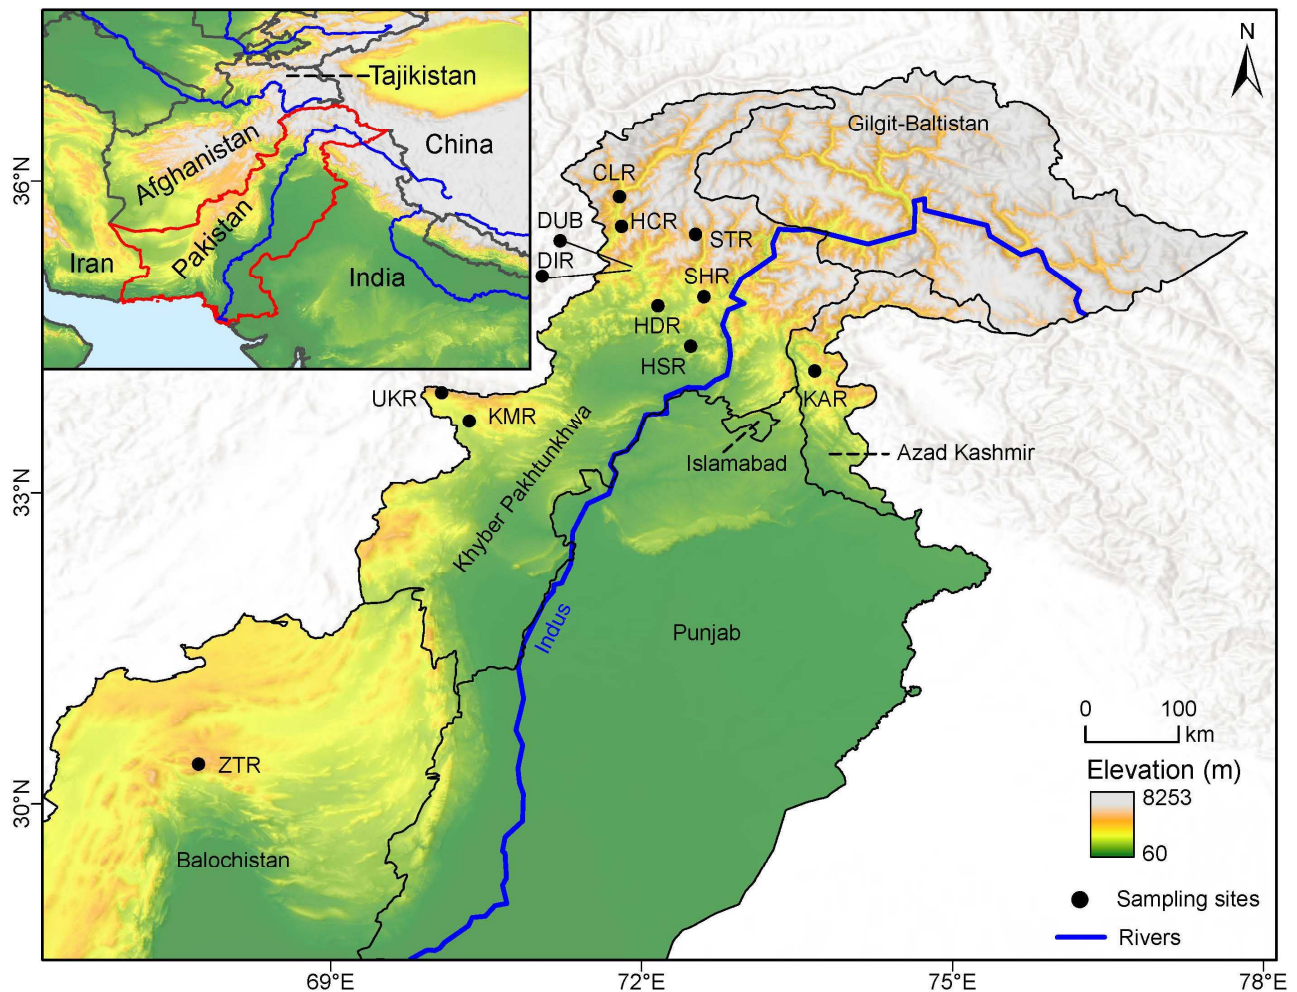 N
Tajikistan
China
Afghanistan
Pakistan
Iran
India
Gilgit-Baltistan
36°N
CLR
DUB
HCR
STR
DIR
SHR
HDR
HSR
KAR
UKR
KMR
Islamabad
Azad Kashmir
33°N
Khyber Pakhtunkhwa
Indus
Punjab
0 100
km
ZTR
Elevation (m)
8253
60
30°N
Balochistan
Sampling sites
Rivers
69°E 72°E 75°E 78°E